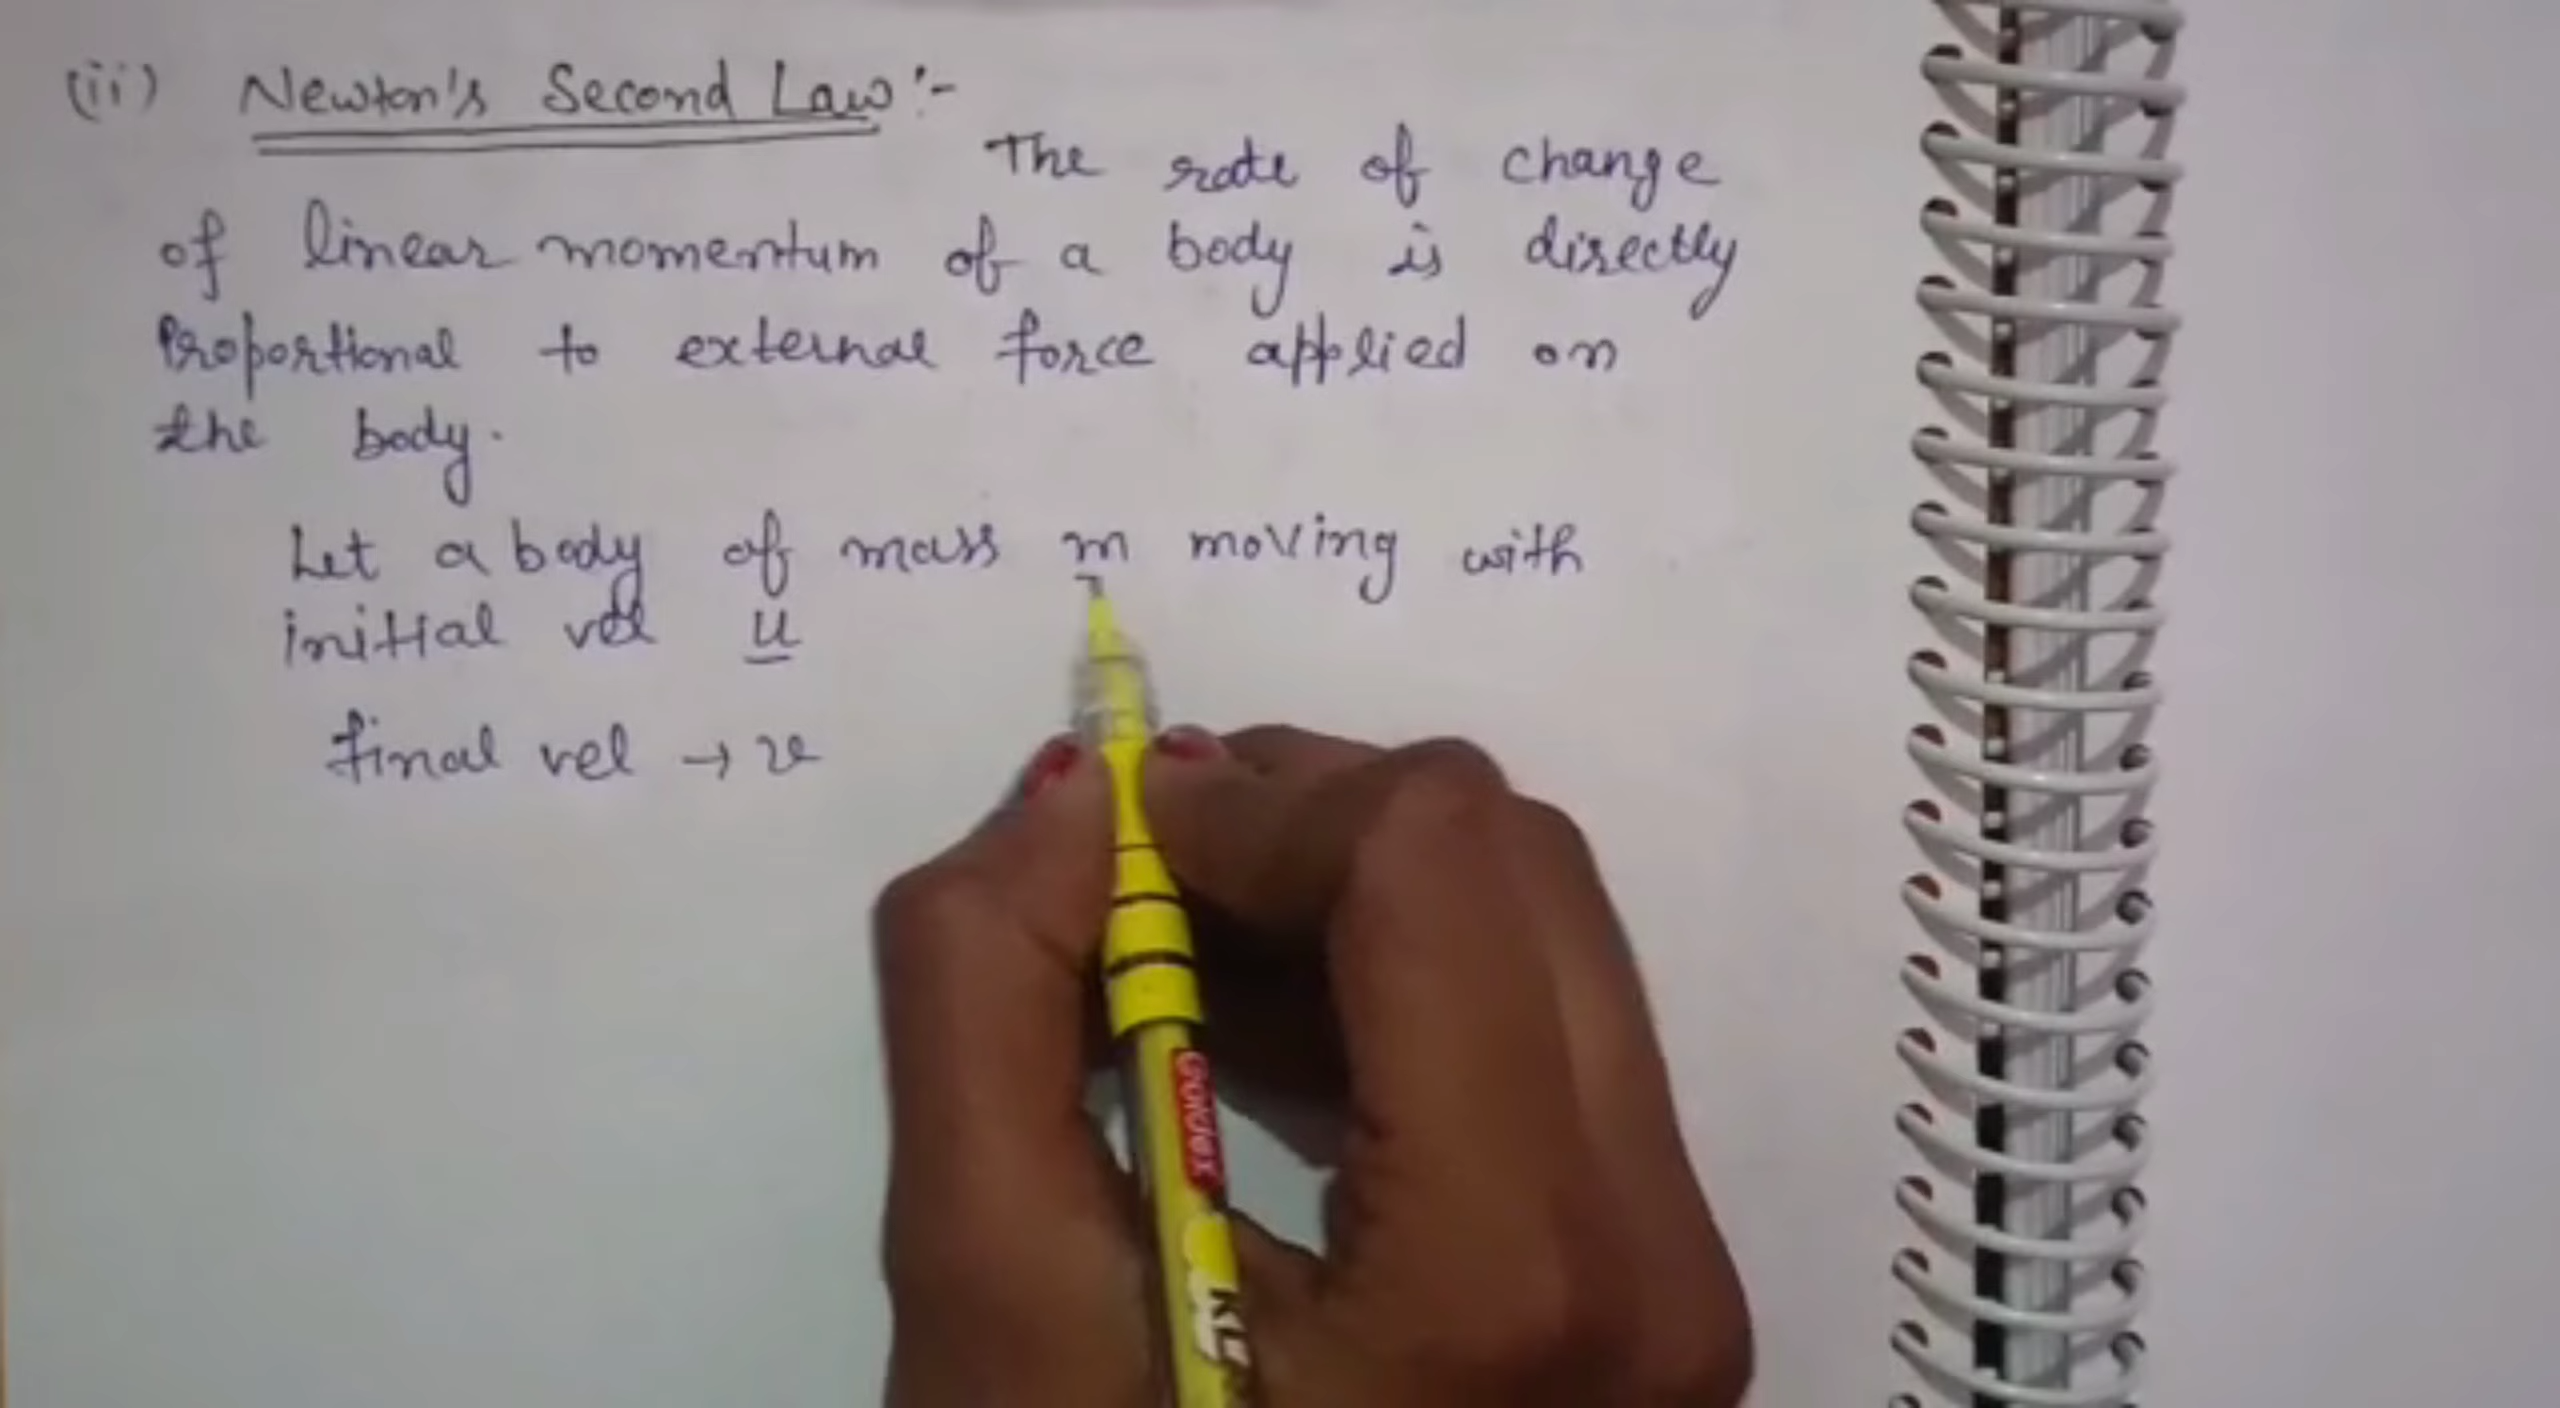 (ii) Newton's Second Law :-
The rate of change
of linear momentum of a body is directly
Proportional to external force applied on
the body.
Let a body of mass m moving with
initial vel u
final vel → v
Goldex